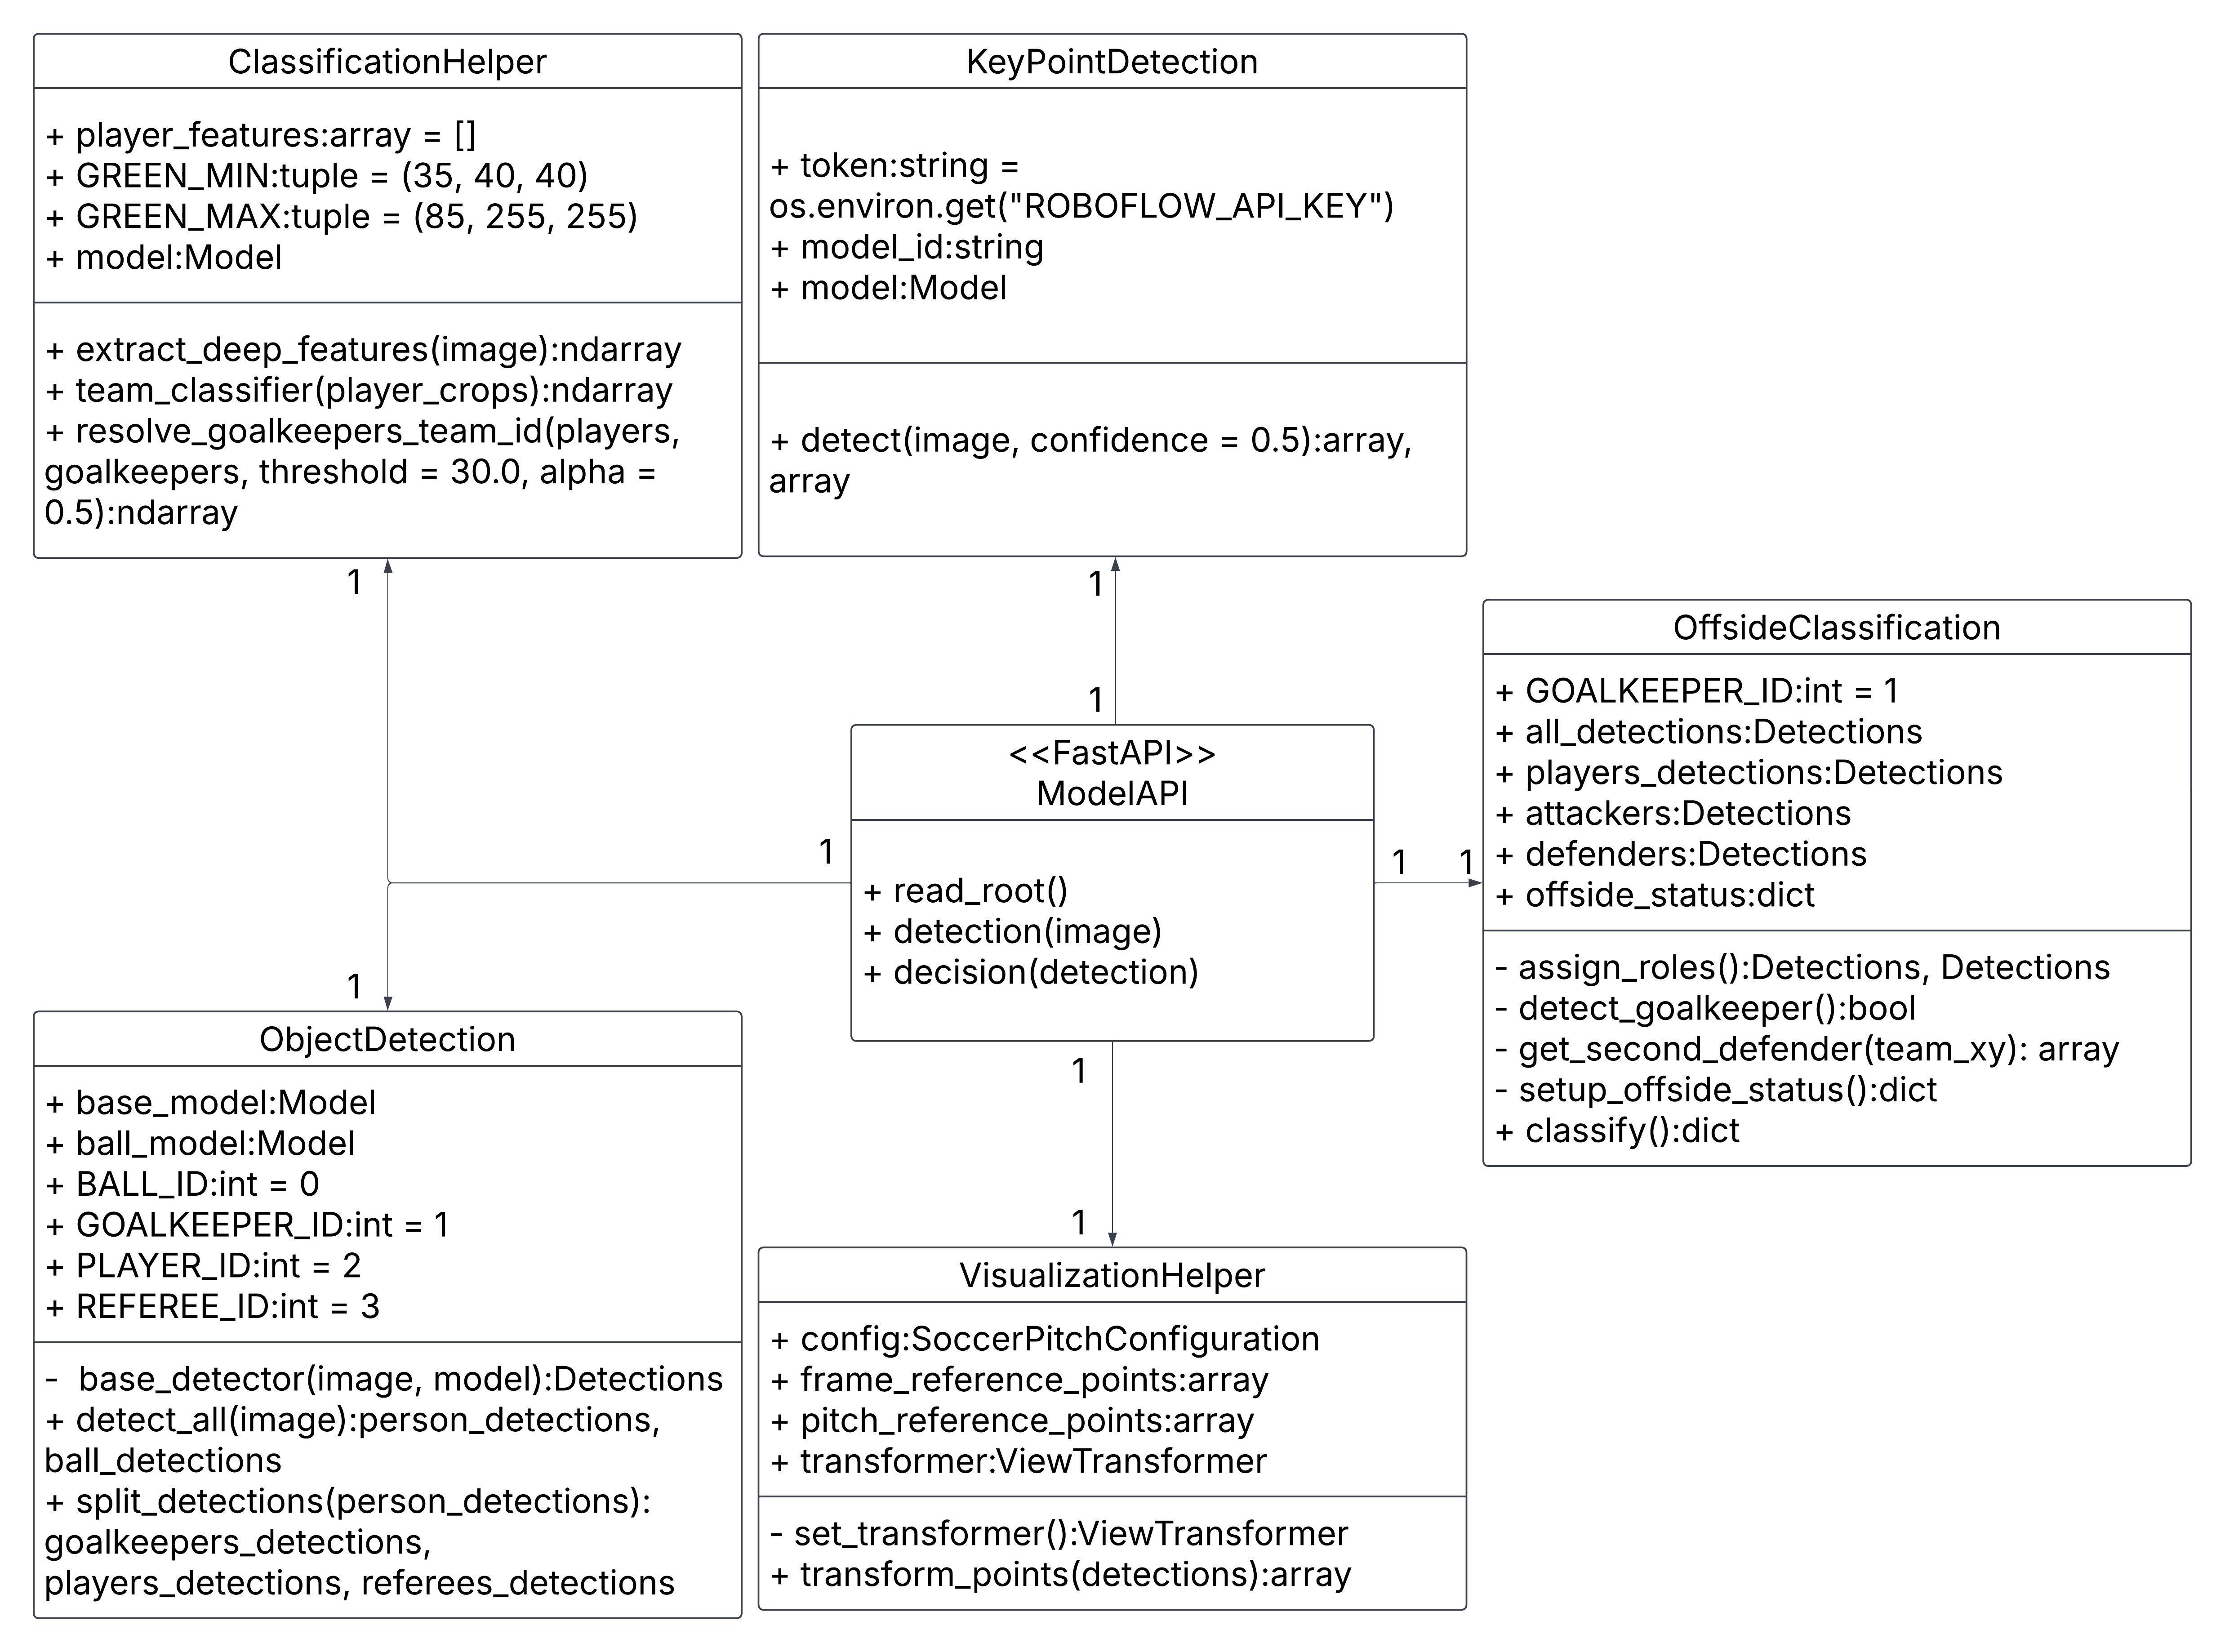 ClassificationHelper
+ player_features:array = []
+ GREEN_MIN:tuple = (35, 40, 40)
+ GREEN_MAX:tuple = (85, 255, 255)
+ model:Model
+ extract_deep_features(image):ndarray
+ team_classifier(player_crops):ndarray
+ resolve_goalkeepers_team_id(players,
goalkeepers, threshold = 30.0, alpha =
0.5):ndarray
KeyPointDetection
+ token:string =
os.environ.get("ROBOFLOW_API_KEY")
+ model_id:string
+ model:Model
+ detect(image, confidence = 0.5):array,
array
1
1
1
<<FastAPI>>
ModelAPI
+ read_root()
+ detection(image)
+ decision(detection)
1
1
1
1
1
1
1
OffsideClassification
+ GOALKEEPER_ID:int = 1
+ all_detections:Detections
+ players_detections:Detections
+ attackers:Detections
+ defenders:Detections
+ offside_status:dict
- assign_roles():Detections, Detections
- detect_goalkeeper():bool
- get_second_defender(team_xy): array
- setup_offside_status():dict
+ classify():dict
ObjectDetection
+ base_model:Model
+ ball_model:Model
+ BALL_ID:int = 0
+ GOALKEEPER_ID:int = 1
+ PLAYER_ID:int = 2
+ REFEREE_ID:int = 3
- base_detector(image, model):Detections
+ detect_all(image):person_detections,
ball_detections
+ split_detections(person_detections):
goalkeepers_detections,
players_detections, referees_detections
VisualizationHelper
+ config:SoccerPitchConfiguration
+ frame_reference_points:array
+ pitch_reference_points:array
+ transformer:ViewTransformer
- set_transformer():ViewTransformer
+ transform_points(detections):array